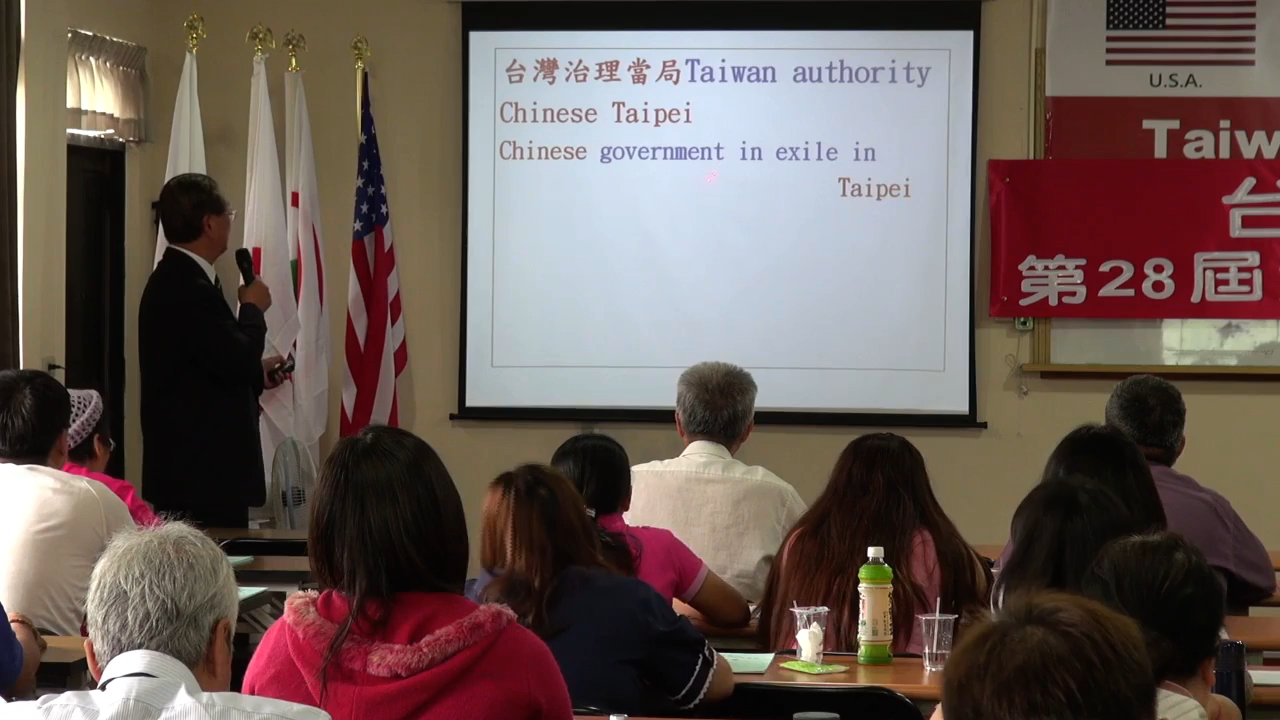 台灣治理當局Taiwan authority
Chinese Taipei
Chinese government in exile in
Taipei
U.S.A.
Taiw
台
第28屆